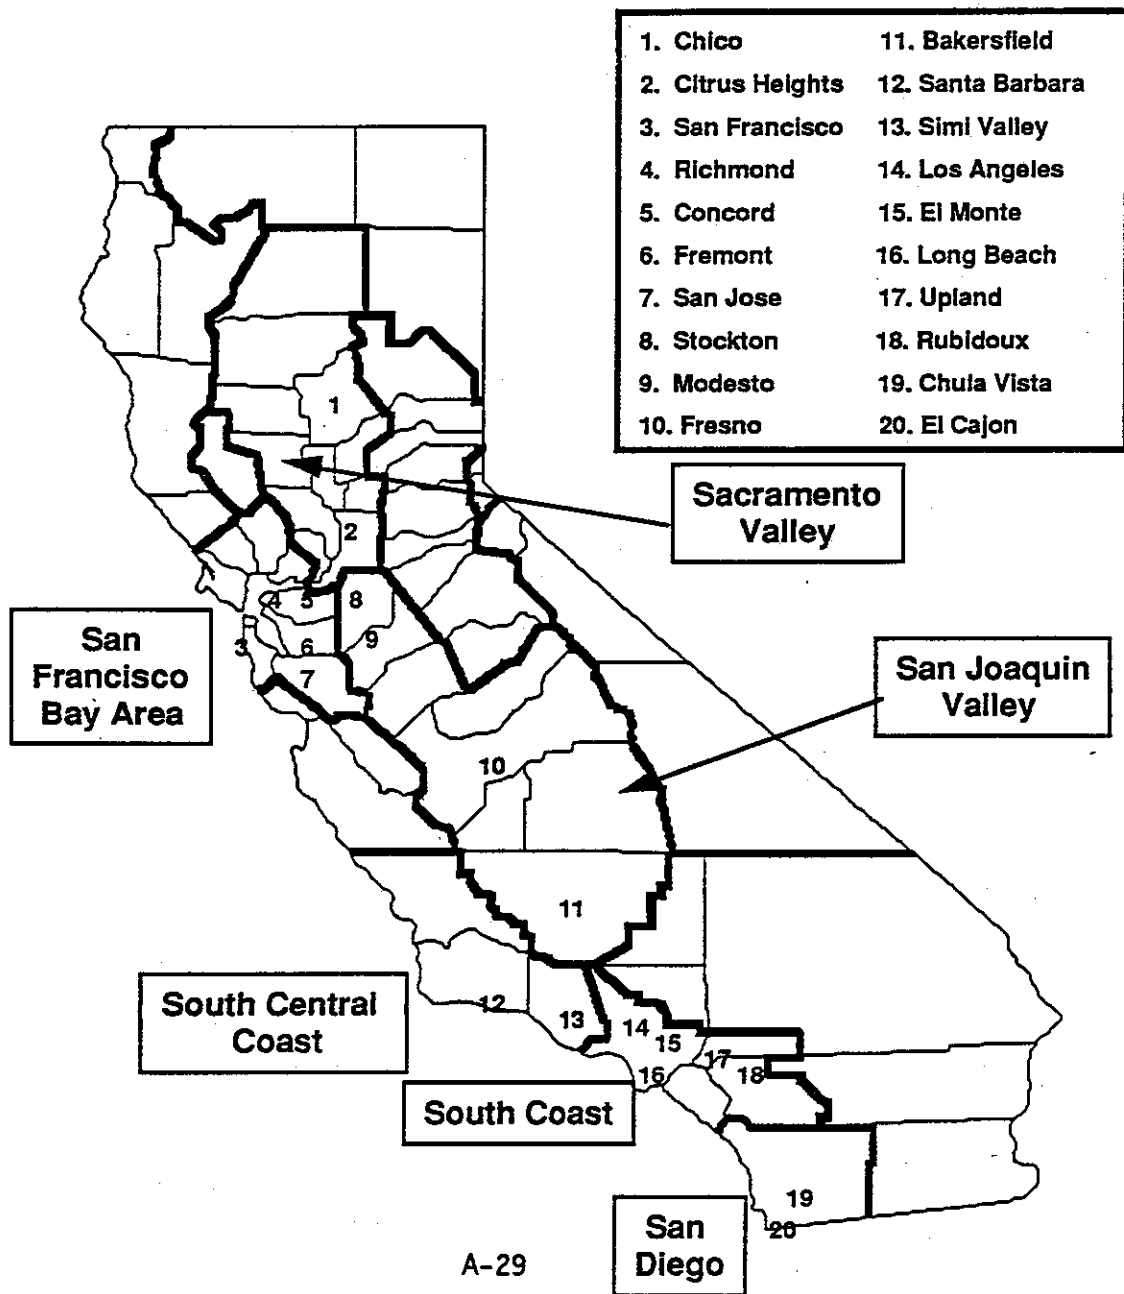 1. Chico
2. Citrus Heights
3. San Francisco
4. Richmond
5. Concord
6. Fremont
7. San Jose
8. Stockton
9. Modesto
10. Fresno
11. Bakersfield
12. Santa Barbara
13. Simi Valley
14. Los Angeles
15. El Monte
16. Long Beach
17. Upland
18. Rubidoux
19. Chula Vista
20. El Cajon
1
Sacramento
Valley
2
4
5
8
San
Francisco
Bay Area
3
6
9
7
San Joaquin
Valley
10
11
South Central
Coast
12
13
14
15
17
16
18
South Coast
19
20
San
Diego
A-29